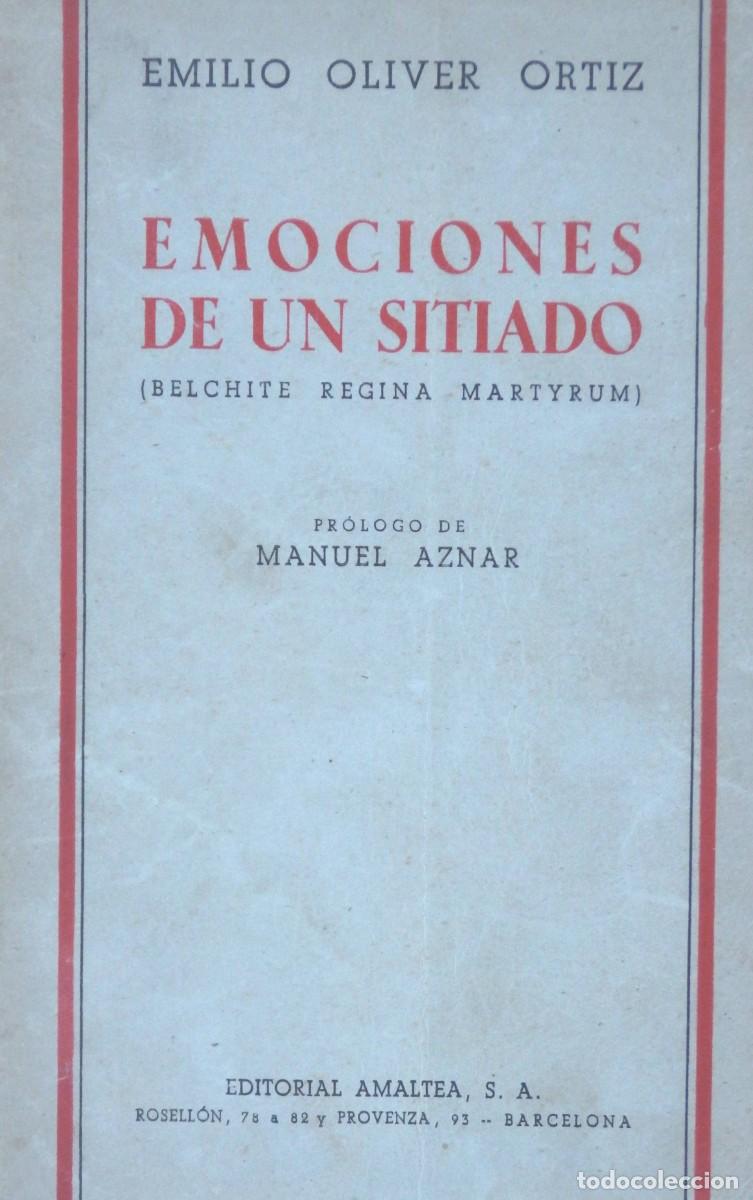 EMILIO OLIVER ORTIZ
EMOCIONES
DE UN SITIADO
(BELCHITE REGINA MARTYRUM)
PRÓLOGO DE
MANUEL AZNAR
EDITORIAL AMALTEA, S. A.
ROSELLÓN, 78 a 82 y PROVENZA, 93 -- BARCELONA
todocoleccion